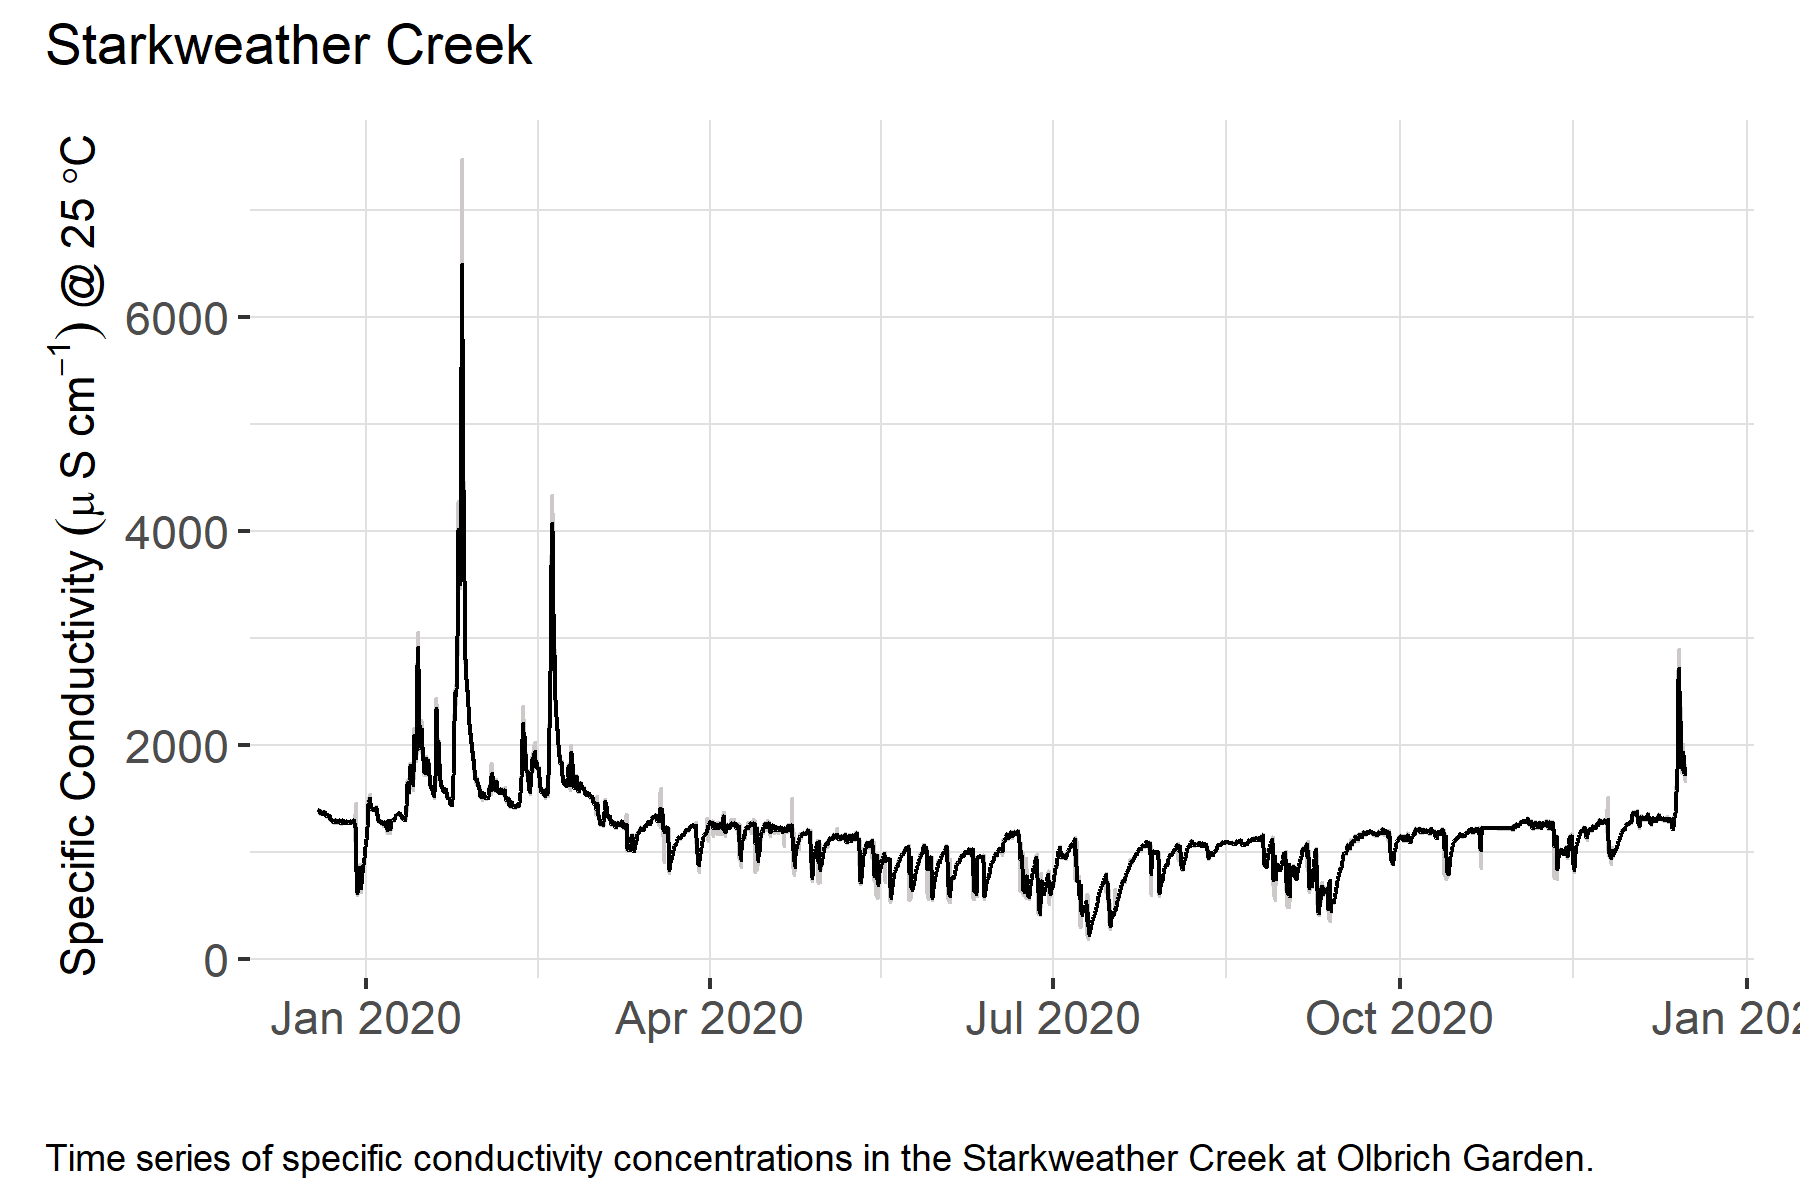 Starkweather Creek
Specific Conductivity (μ S cm⁻¹) @ 25 °C
6000
4000
2000
0
Jan 2020 Apr 2020 Jul 2020 Oct 2020 Jan 202
Time series of specific conductivity concentrations in the Starkweather Creek at Olbrich Garden.